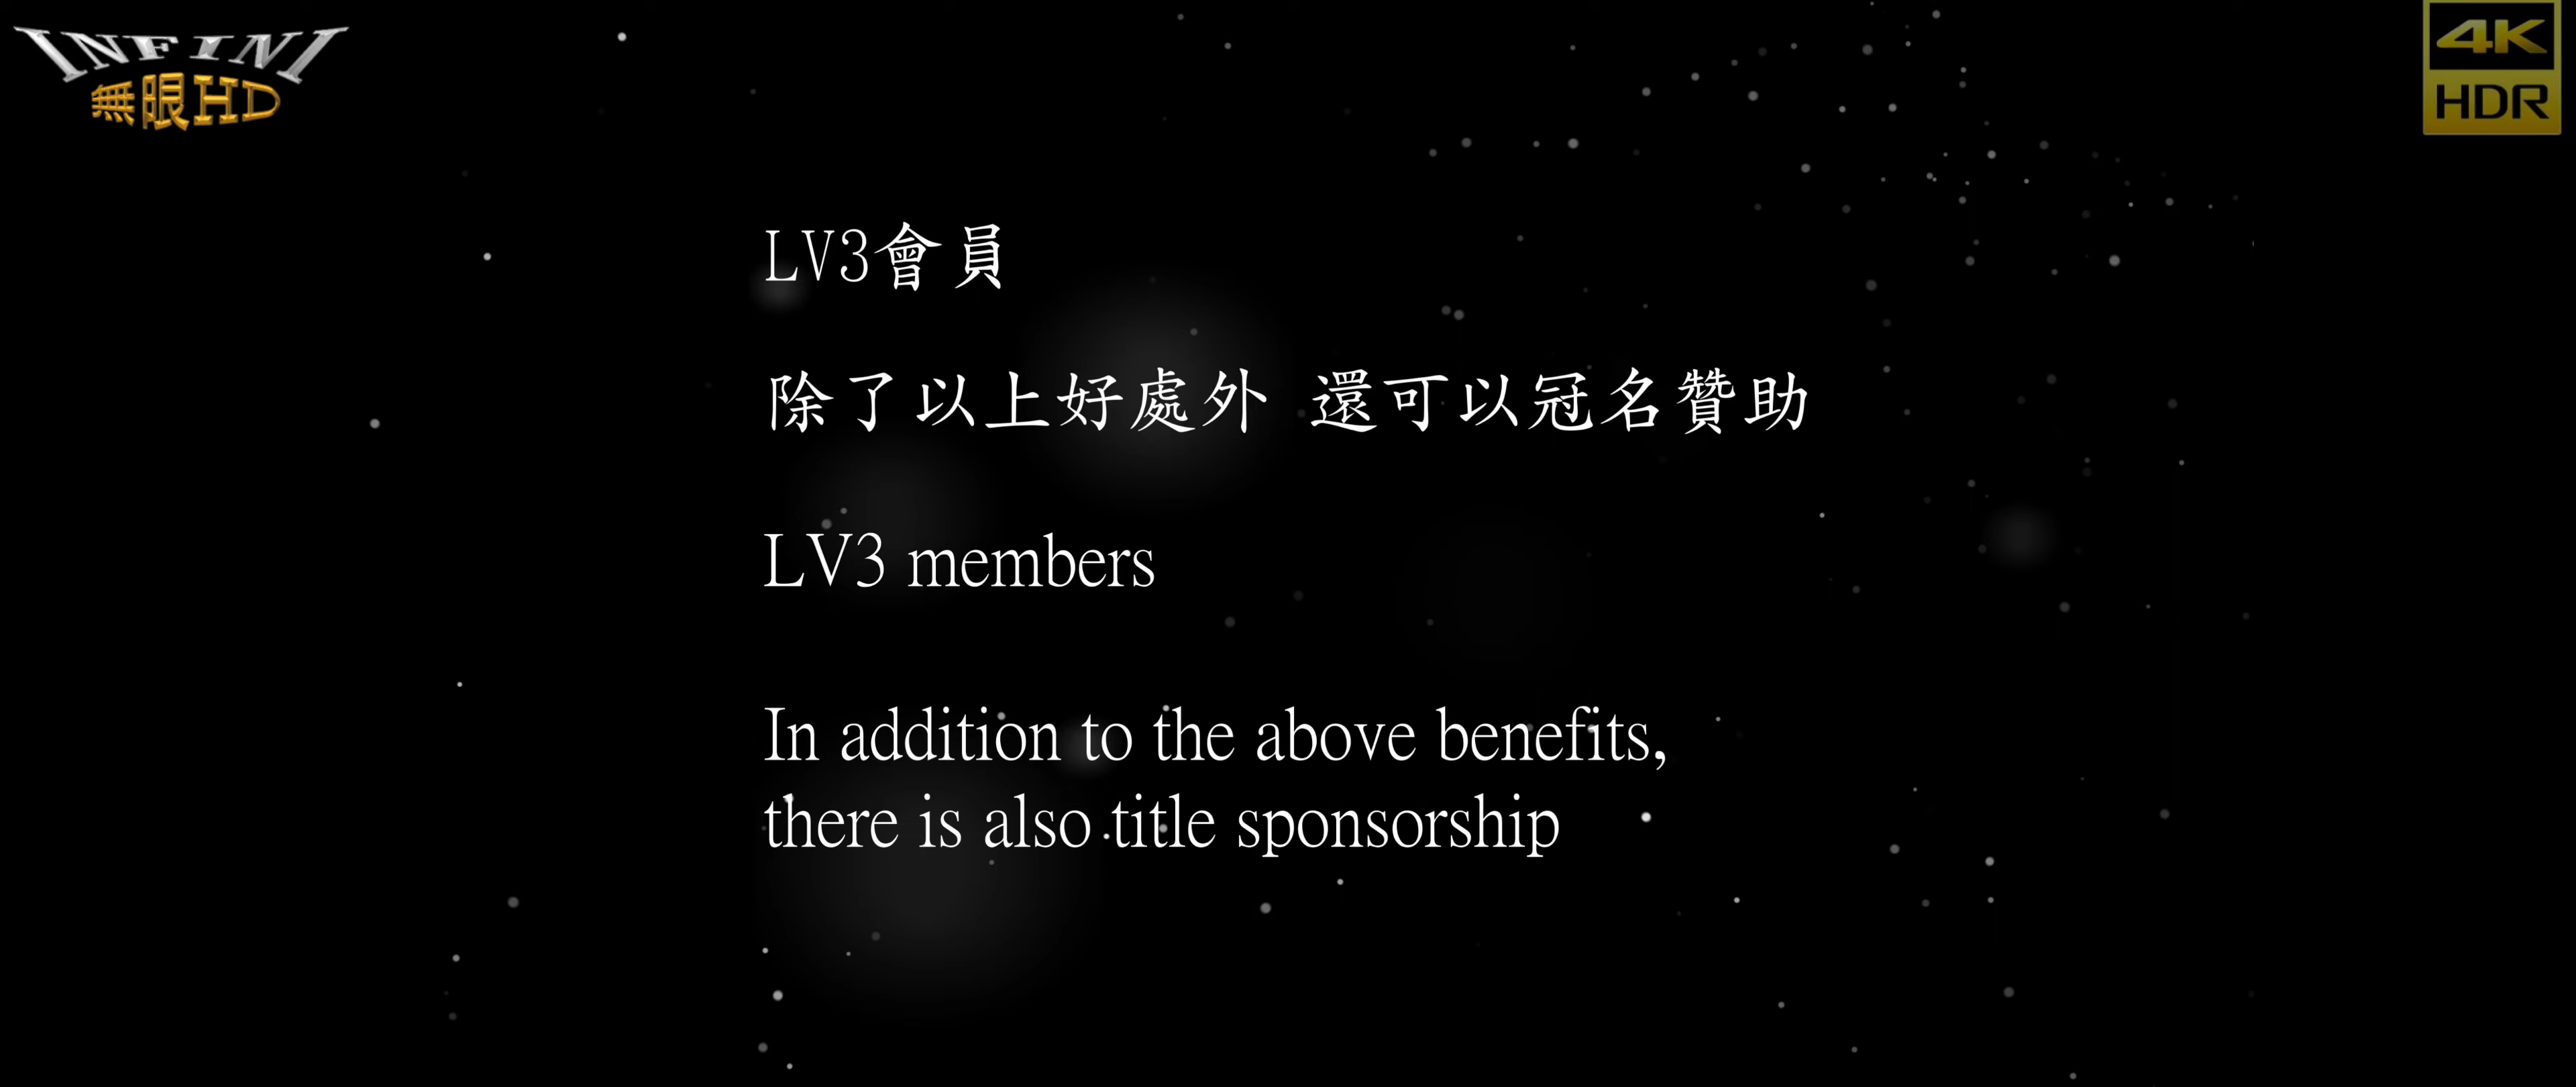 INFINI
無限HD
4K
HDR
LV3會員
除了以上好處外 還可以冠名贊助
LV3 members
In addition to the above benefits,
there is also title sponsorship